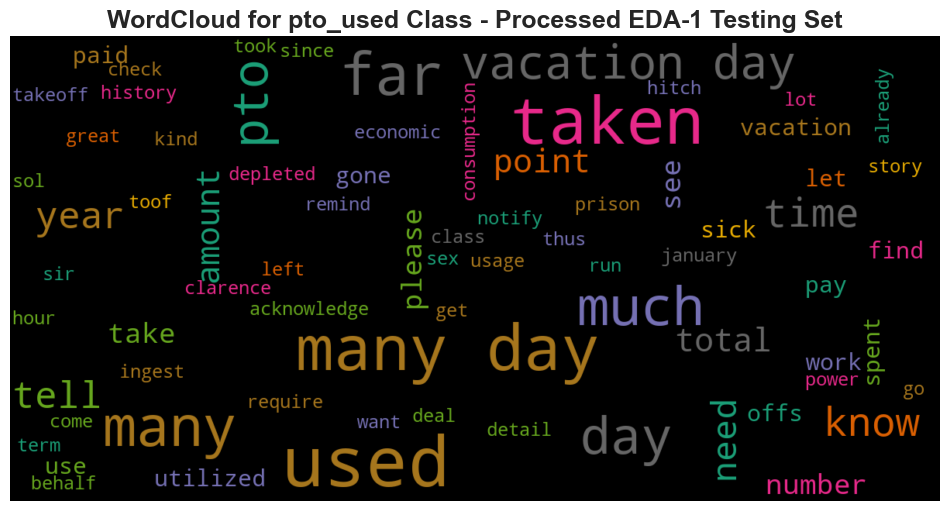 WordCloud for pto_used Class - Processed EDA-1 Testing Set
paid
took
since
far
vacation day
check
takeoff
history
pto
hitch
lot
already
taken
great
kind
economic
consumption
vacation
point
see
story
let
sol
depleted
gone
year
toof
amount
remind
please
notify
prison
time
sick
class
thus
find
sir
left
sex
usage
run
january
clarence
pay
hour
acknowledge
get
much
take
many day
total
spent
work
ingest
power
tell
require
go
come
many
want
deal
detail
day
need
offs
know
term
use
behalf
utilized
used
number